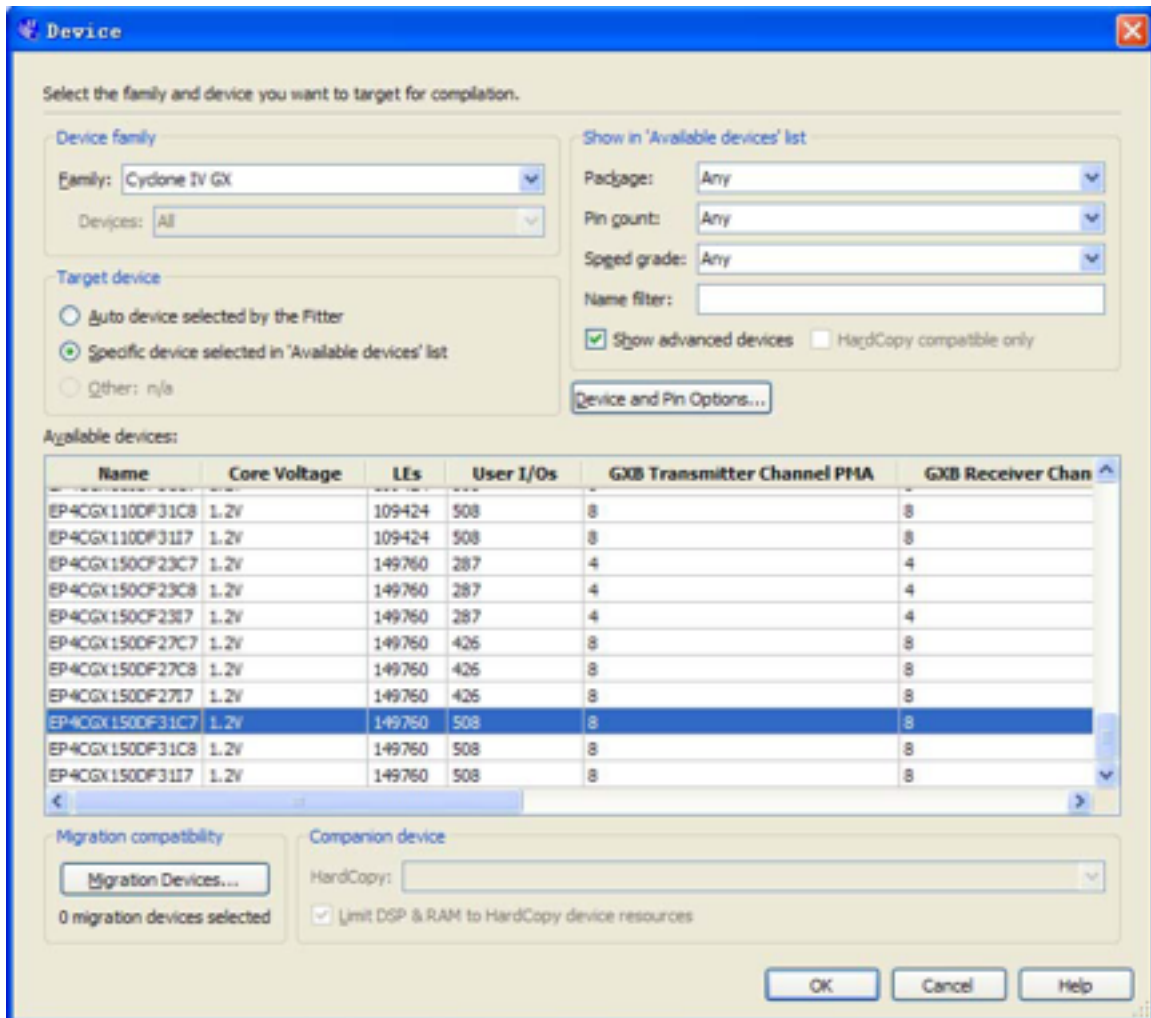 Device
Select the family and device you want to target for compilation.
Device family
Family: Cyclone IV GX
Devices: All
Show in 'Available devices' list
Package: Any
Pin count: Any
Speed grade: Any
Name filter:
Show advanced devices HardCopy compatible only
Target device
Auto device selected by the Fitter
Specific device selected in 'Available devices' list
Other: n/a
Device and Pin Options...
Available devices:
Name Core Voltage LEs User I/Os GXB Transmitter Channel PMA GXB Receiver Chan
EP4CGX110DF31C8 1.2V 109424 508 8 8
EP4CGX110DF31I7 1.2V 109424 508 8 8
EP4CGX150CF23C7 1.2V 149760 287 4 4
EP4CGX150CF23C8 1.2V 149760 287 4 4
EP4CGX150CF23I7 1.2V 149760 287 4 4
EP4CGX150DF27C7 1.2V 149760 426 8 8
EP4CGX150DF27C8 1.2V 149760 426 8 8
EP4CGX150DF27I7 1.2V 149760 426 8 8
EP4CGX150DF31C7 1.2V 149760 508 8 8
EP4CGX150DF31C8 1.2V 149760 508 8 8
EP4CGX150DF31I7 1.2V 149760 508 8 8
Migration compatibility
Migration Devices...
0 migration devices selected
Companion device
HardCopy:
Limit DSP & RAM to HardCopy device resources
OK Cancel Help